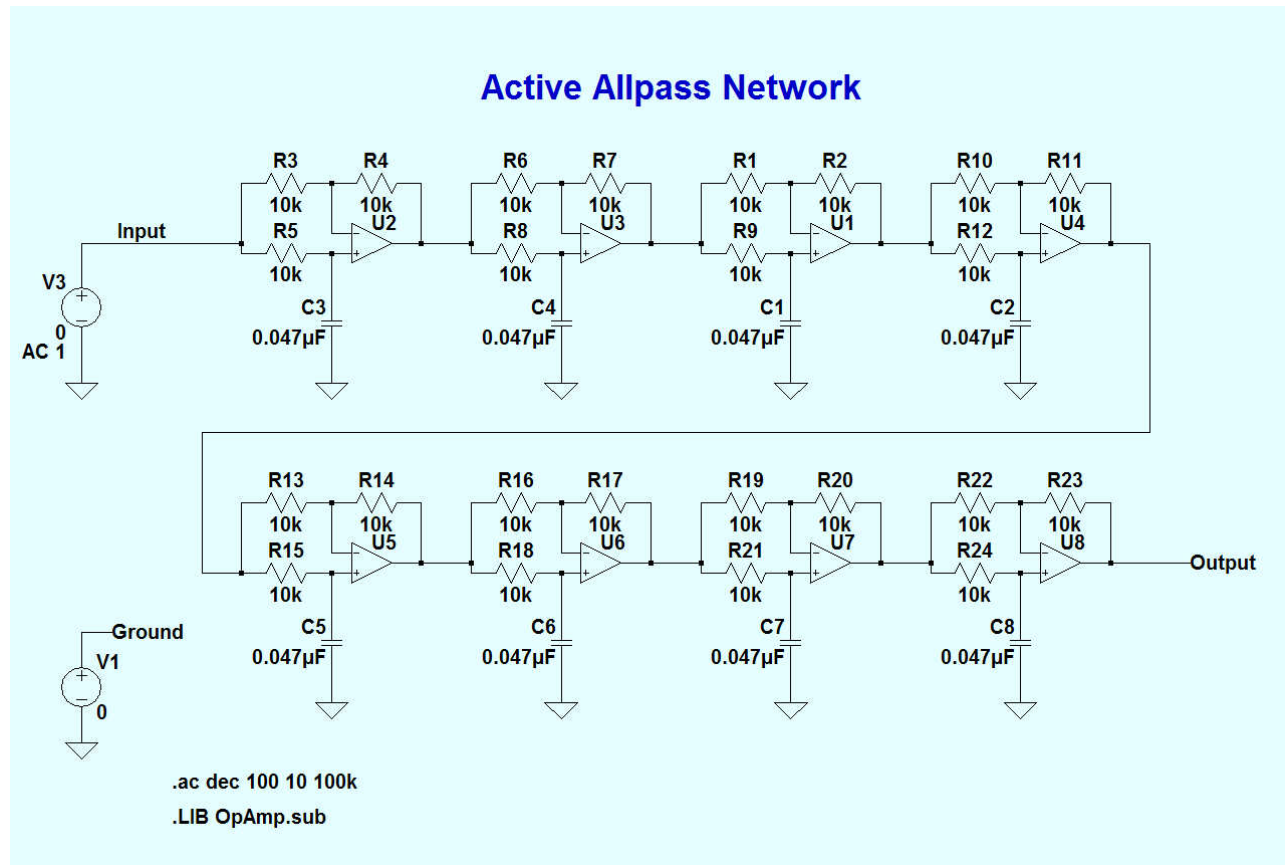 Active Allpass Network
R3 R4 R6 R7 R1 R2 R10 R11
10k 10k 10k 10k 10k 10k 10k 10k
Input R5 U2 R8 U3 R9 U1 R12 U4
10k 10k 10k 10k
V3 C3 C4 C1 C2
0 0.047µF 0.047µF 0.047µF 0.047µF
AC 1
R13 R14 R16 R17 R19 R20 R22 R23
10k 10k 10k 10k 10k 10k 10k 10k
R15 U5 R18 U6 R21 U7 R24 U8
Output
10k 10k 10k 10k
Ground C5 C6 C7 C8
V1 0.047µF 0.047µF 0.047µF 0.047µF
0
.ac dec 100 10 100k
.LIB OpAmp.sub